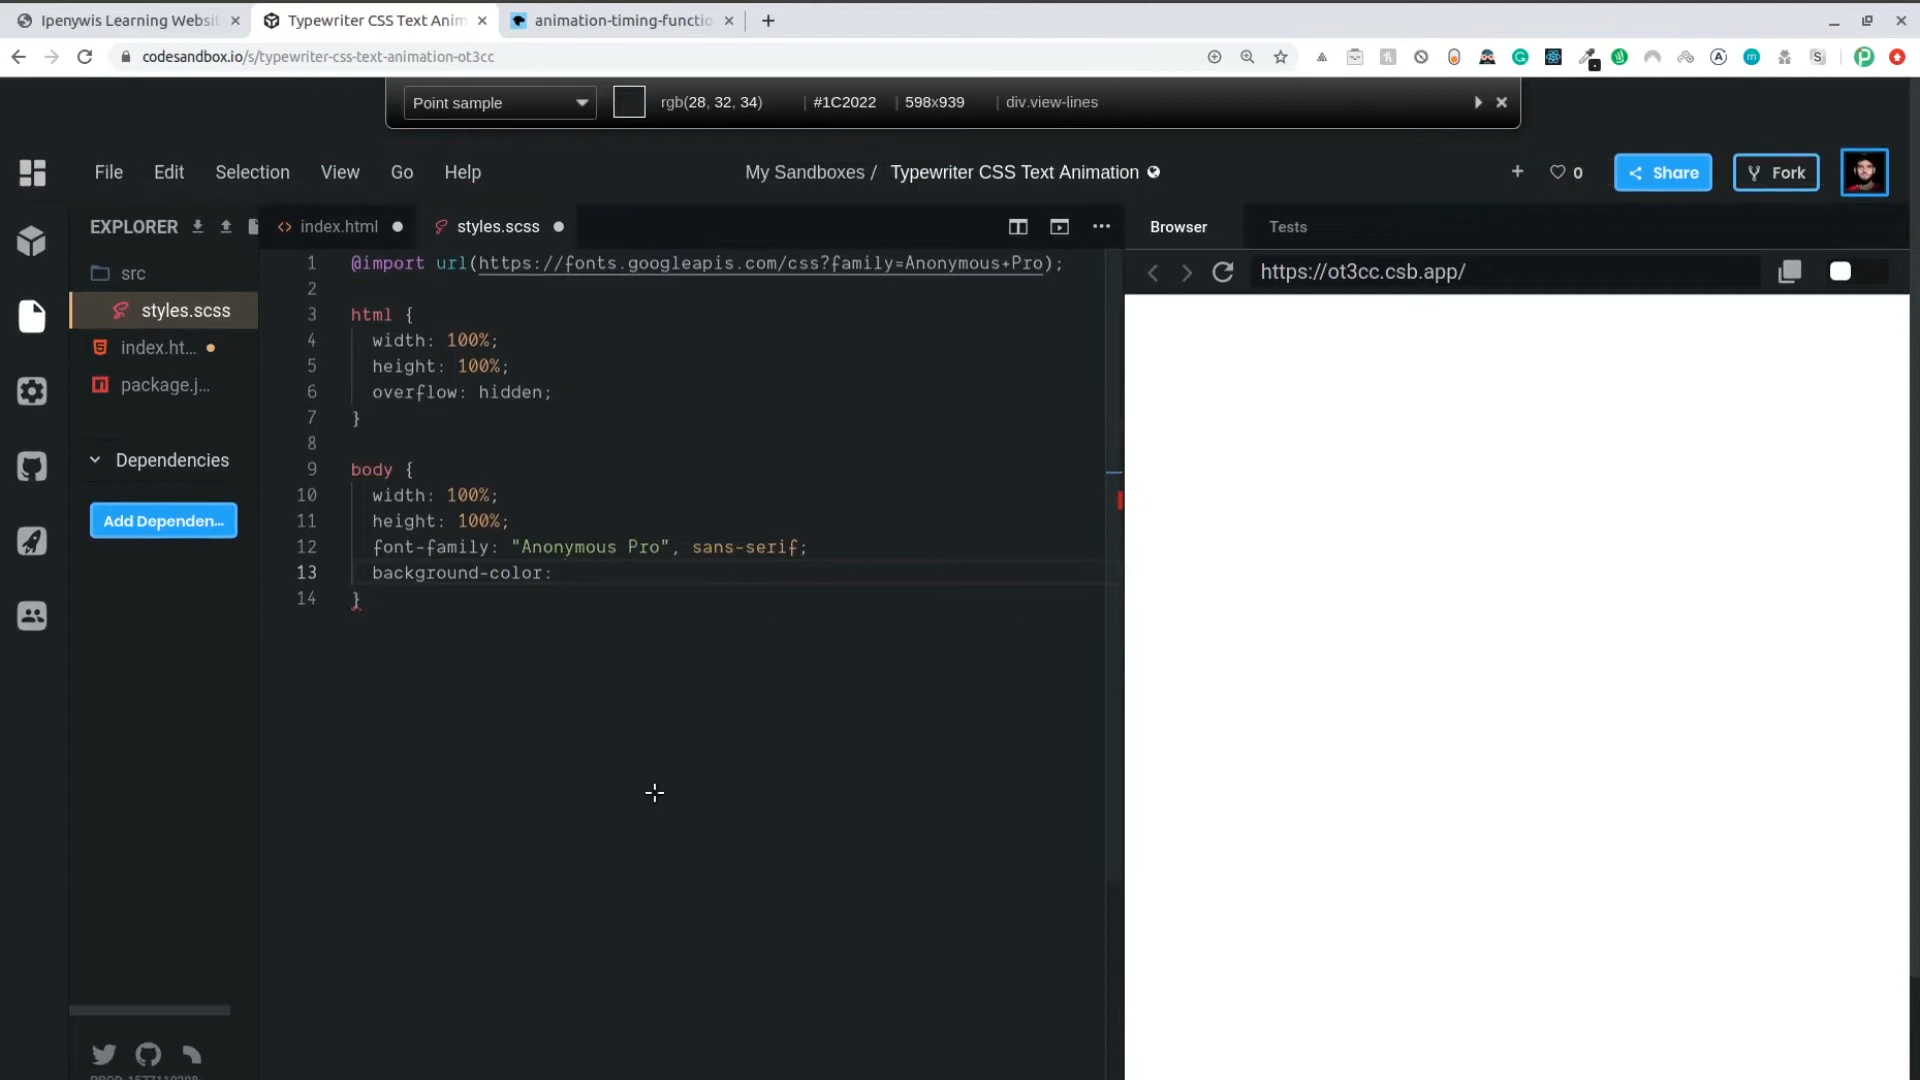 Ipenywis Learning Websi
Typewriter CSS Text Anim
animation-timing-functio
codesandbox.io/s/typewriter-css-text-animation-ot3cc
Point sample
rgb(28, 32, 34)
#1C2022
598x939
div.view-lines
File
Edit
Selection
View
Go
Help
My Sandboxes /
Typewriter CSS Text Animation
0
Share
Fork
EXPLORER
index.html
styles.scss
Browser
Tests
https://ot3cc.csb.app/
src
styles.scss
index.ht...
package.j...
Dependencies
Add Dependen...
1 @import url(https://fonts.googleapis.com/css?family=Anonymous+Pro);
2
3 html {
4 width: 100%;
5 height: 100%;
6 overflow: hidden;
7 }
8
9 body {
10 width: 100%;
11 height: 100%;
12 font-family: "Anonymous Pro", sans-serif;
13 background-color:
14 }